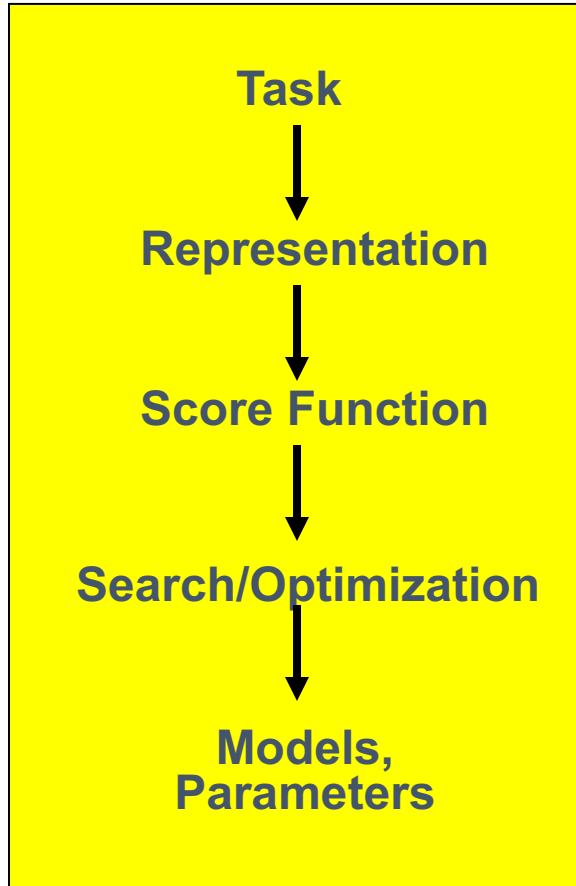 Task
Representation
Score Function
Search/Optimization
Models,
Parameters